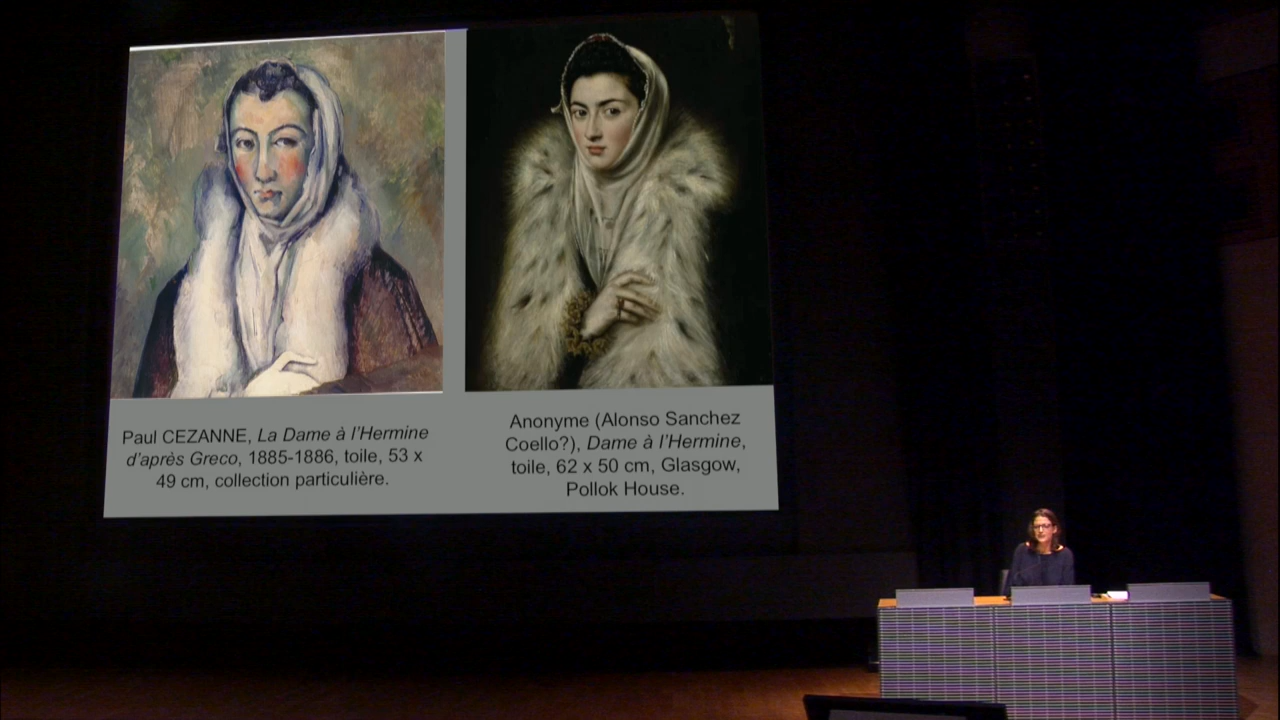 Paul CEZANNE, La Dame à l'Hermine
d'après Greco, 1885-1886, toile, 53 x
49 cm, collection particulière.
Anonyme (Alonso Sanchez
Coello?), Dame à l'Hermine,
toile, 62 x 50 cm, Glasgow,
Pollok House.